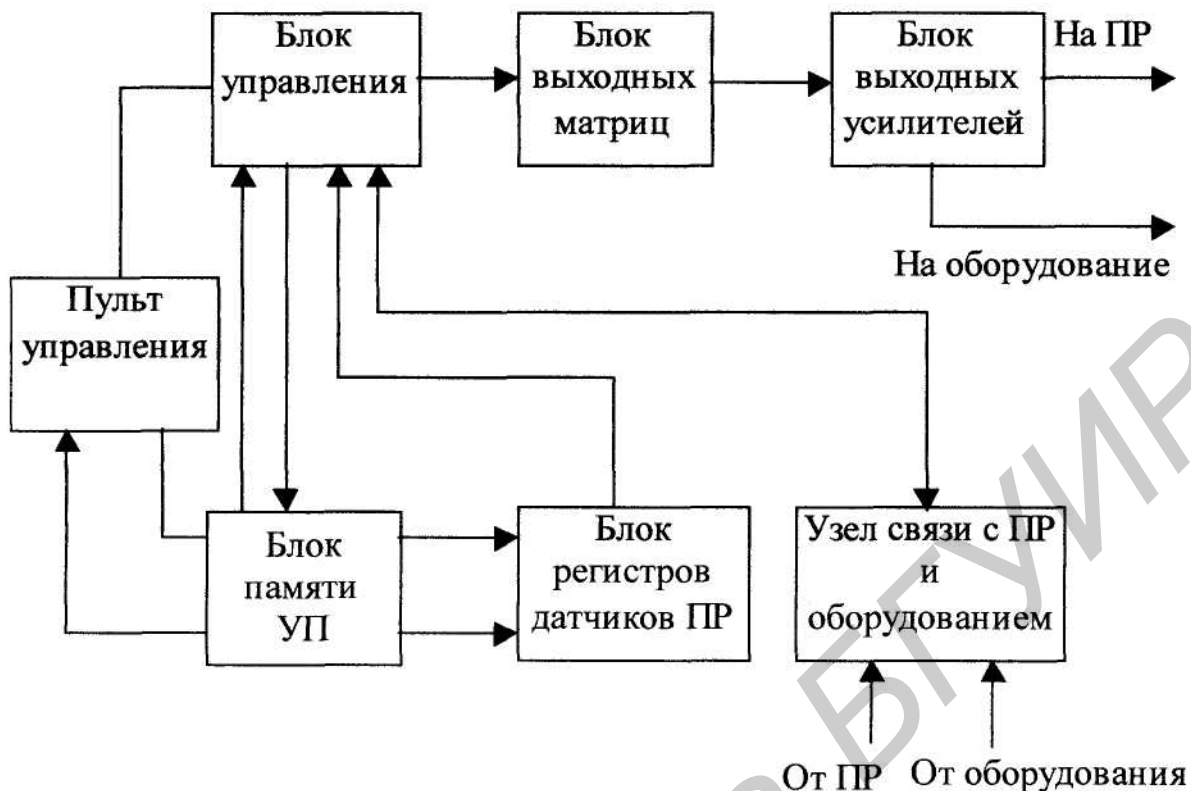 Блок
управления
Блок
выходных
матриц
Блок
выходных
усилителей
На ПР
На оборудование
Пульт
управления
Блок
памяти
УП
Блок
регистров
датчиков ПР
Узел связи с ПР
и
оборудованием
От ПР
От оборудования
БГУИР